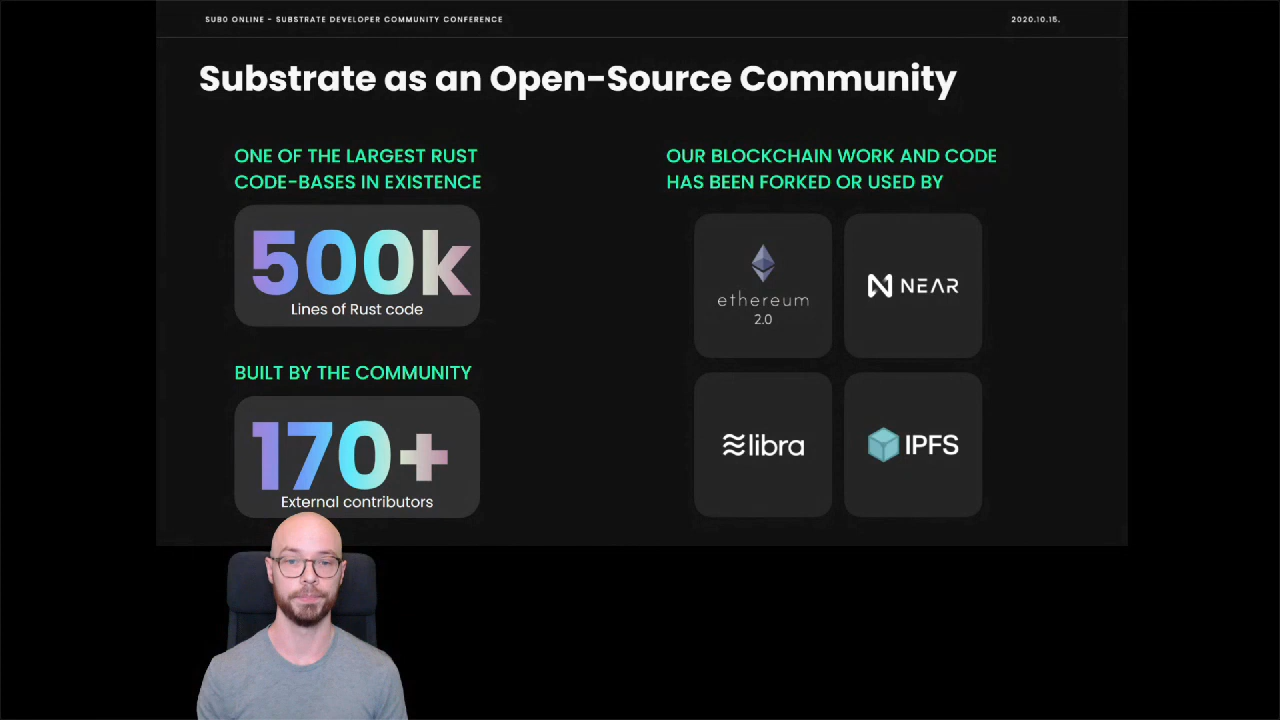 SUB0 ONLINE - SUBSTRATE DEVELOPER COMMUNITY CONFERENCE
2020.10.15.
Substrate as an Open-Source Community
ONE OF THE LARGEST RUST
CODE-BASES IN EXISTENCE
500k
Lines of Rust code
BUILT BY THE COMMUNITY
170+
External contributors
OUR BLOCKCHAIN WORK AND CODE
HAS BEEN FORKED OR USED BY
ethereum
2.0
NEAR
libra
IPFS